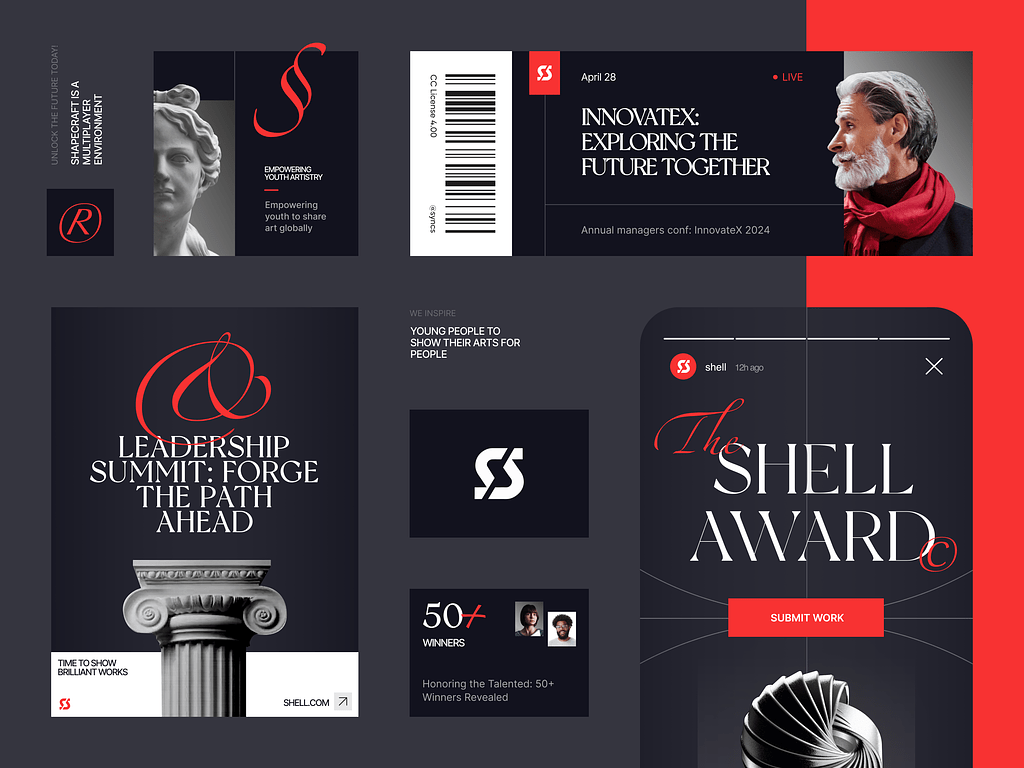 UNLOCK THE FUTURE TODAY!
SHAPECRAFT IS A
MULTIPLAYER
ENVIRONMENT
R
§
EMPOWERING
YOUTH ARTISTRY
Empowering
youth to share
art globally
CC License 4.00
@syncs
April 28
LIVE
INNOVATEX:
EXPLORING THE
FUTURE TOGETHER
Annual managers conf: InnovateX 2024
&
LEADERSHIP
SUMMIT: FORGE
THE PATH
AHEAD
TIME TO SHOW
BRILLIANT WORKS
SHELL.COM
WE INSPIRE
YOUNG PEOPLE TO
SHOW THEIR ARTS FOR
PEOPLE
50+
WINNERS
Honoring the Talented: 50+
Winners Revealed
shell 12h ago
The
SHELL
AWARD©
SUBMIT WORK